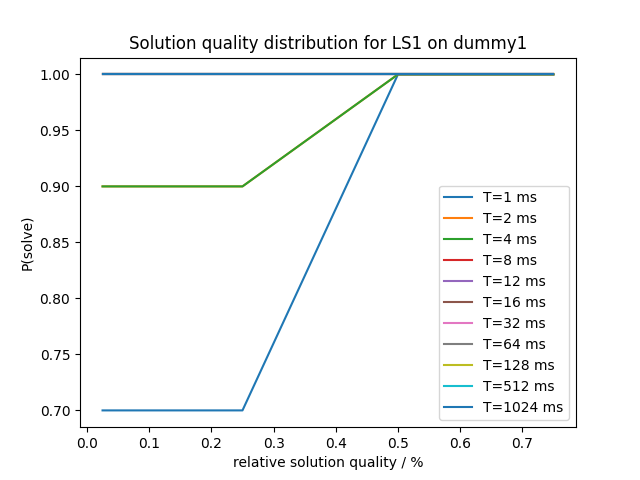 Solution quality distribution for LS1 on dummy1
P(solve)
1.00
0.95
0.90
0.85
0.80
0.75
0.70
T=1 ms
T=2 ms
T=4 ms
T=8 ms
T=12 ms
T=16 ms
T=32 ms
T=64 ms
T=128 ms
T=512 ms
T=1024 ms
0.0 0.1 0.2 0.3 0.4 0.5 0.6 0.7
relative solution quality / %